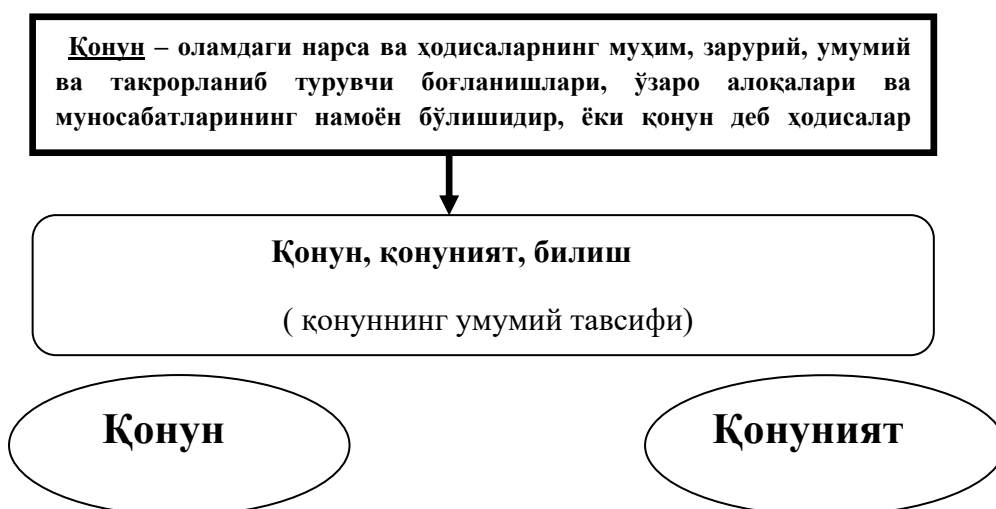 Қонун – оламдаги нарса ва ҳодисаларнинг муҳим, зарурий, умумий
ва такрорланиб турувчи боғланишлари, ўзаро алоқалари ва
муносабатларининг намоён бўлишидир, ёки қонун деб ҳодисалар
Қонун, қонуният, билиш
( қонуннинг умумий тавсифи)
Қонун
Қонуният